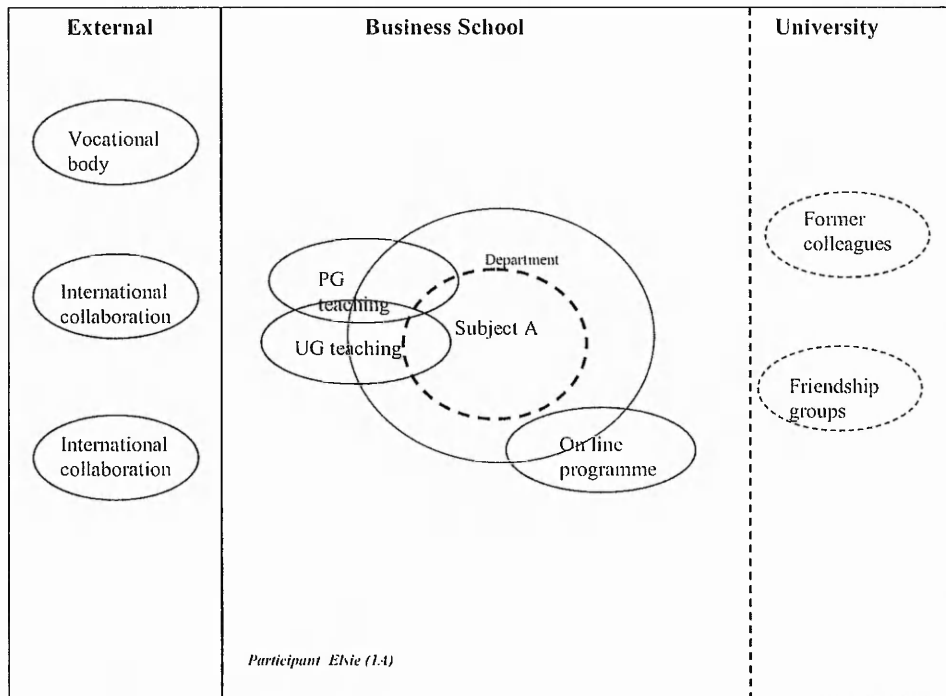 External
Business School
University
Vocational
body
International
collaboration
International
collaboration
PG
teaching
UG teaching
Department
Subject A
On line
programme
Former
colleagues
Friendship
groups
Participant Elsie (1A)